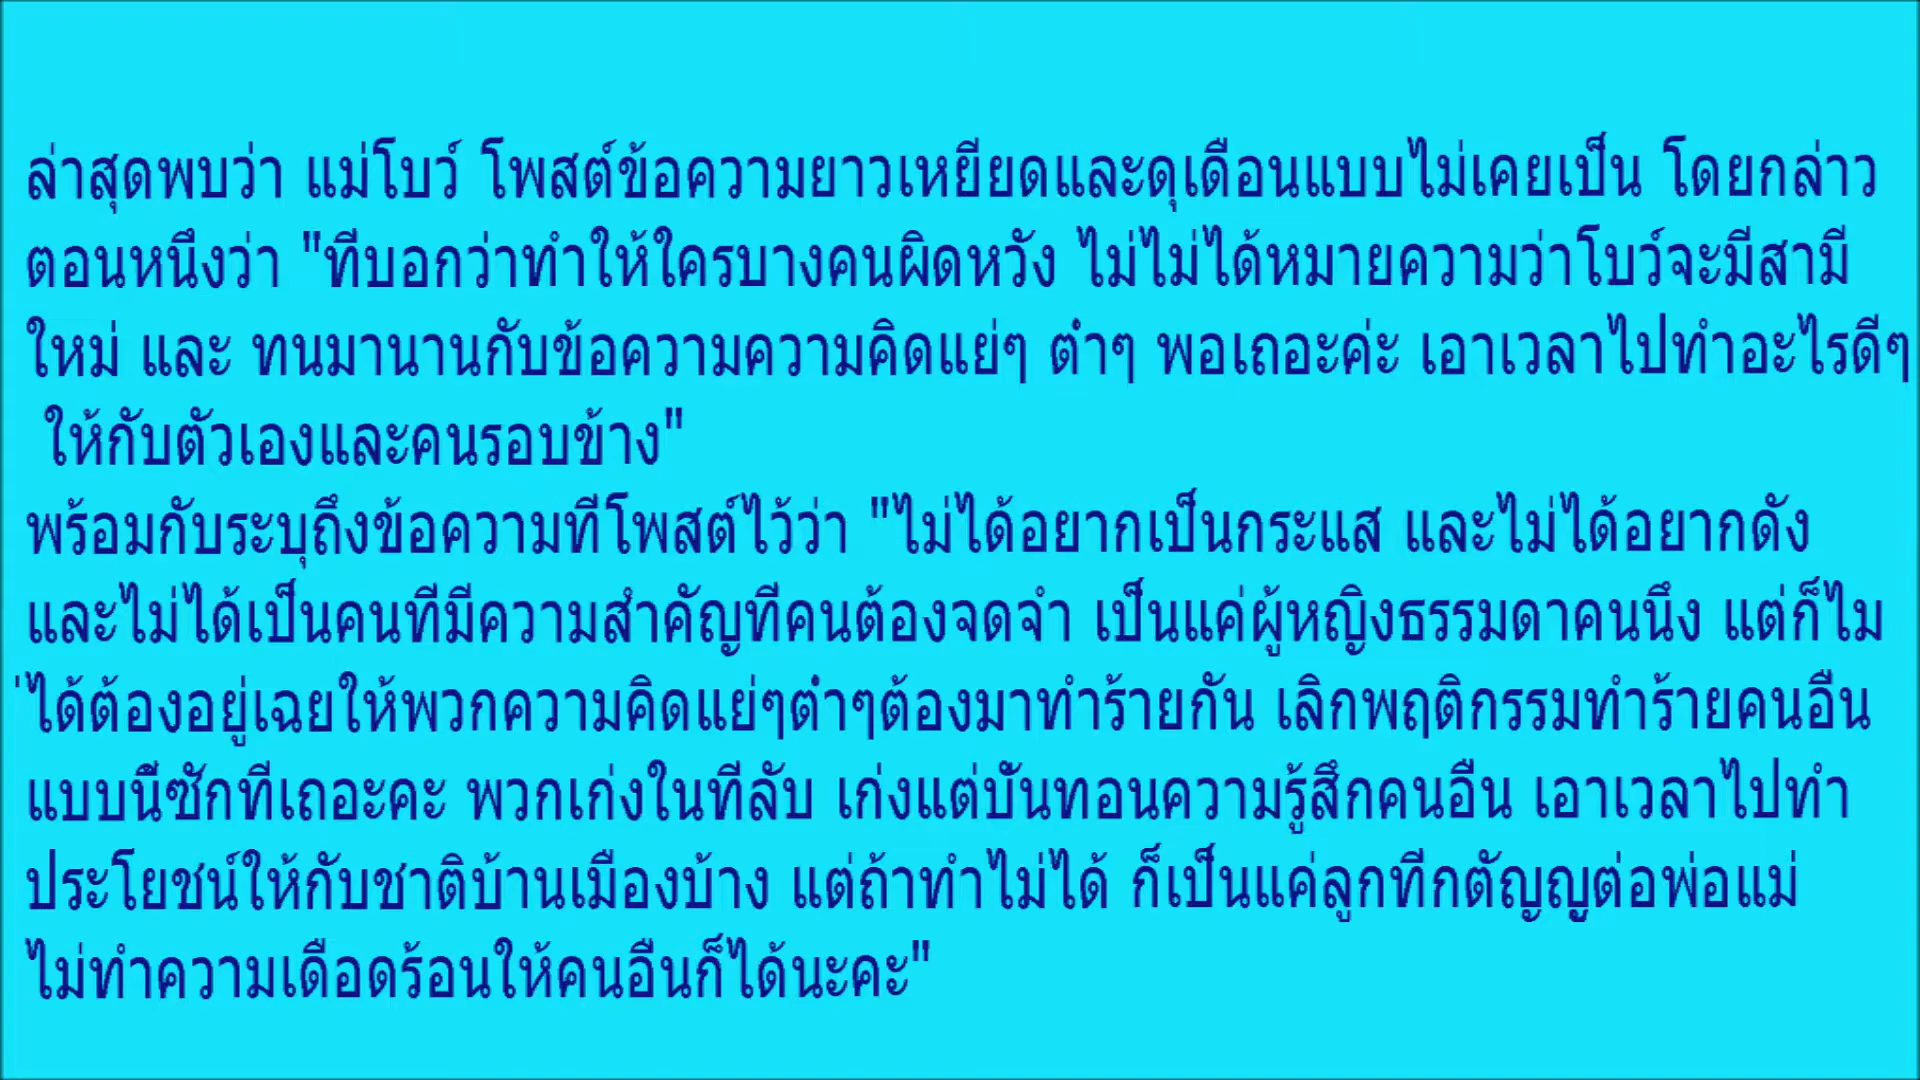 ล่าสุดพบว่า แม่โบว์ โพสต์ข้อความยาวเหยียดและดุเดือนแบบไม่เคยเป็น โดยกล่าว
ตอนหนึ่งว่า "ที่บอกว่าทำให้ใครบางคนผิดหวัง ไม่ไม่ได้หมายความว่าโบว์จะมีสามี
ใหม่ และ ทนมานานกับข้อความความคิดแย่ๆ ต่ำๆ พอเถอะค่ะ เอาเวลาไปทำอะไรดีๆ
ให้กับตัวเองและคนรอบข้าง"
พร้อมกับระบุถึงข้อความที่โพสต์ไว้ว่า "ไม่ได้อยากเป็นกระแส และไม่ได้อยากดัง
และไม่ได้เป็นคนที่มีความสำคัญที่คนต้องจดจำ เป็นแค่ผู้หญิงธรรมดาคนนึง แต่ก็ไม
่ได้ต้องอยู่เฉยให้พวกความคิดแย่ๆต่ำๆต้องมาทำร้ายกัน เลิกพฤติกรรมทำร้ายคนอื่น
แบบนี้ซักทีเถอะคะ พวกเก่งในที่ลับ เก่งแต่บั่นทอนความรู้สึกคนอื่น เอาเวลาไปทำ
ประโยชน์ให้กับชาติบ้านเมืองบ้าง แต่ถ้าทำไม่ได้ ก็เป็นแค่ลูกที่กตัญญูต่อพ่อแม่
ไม่ทำความเดือดร้อนให้คนอื่นก็ได้นะคะ"